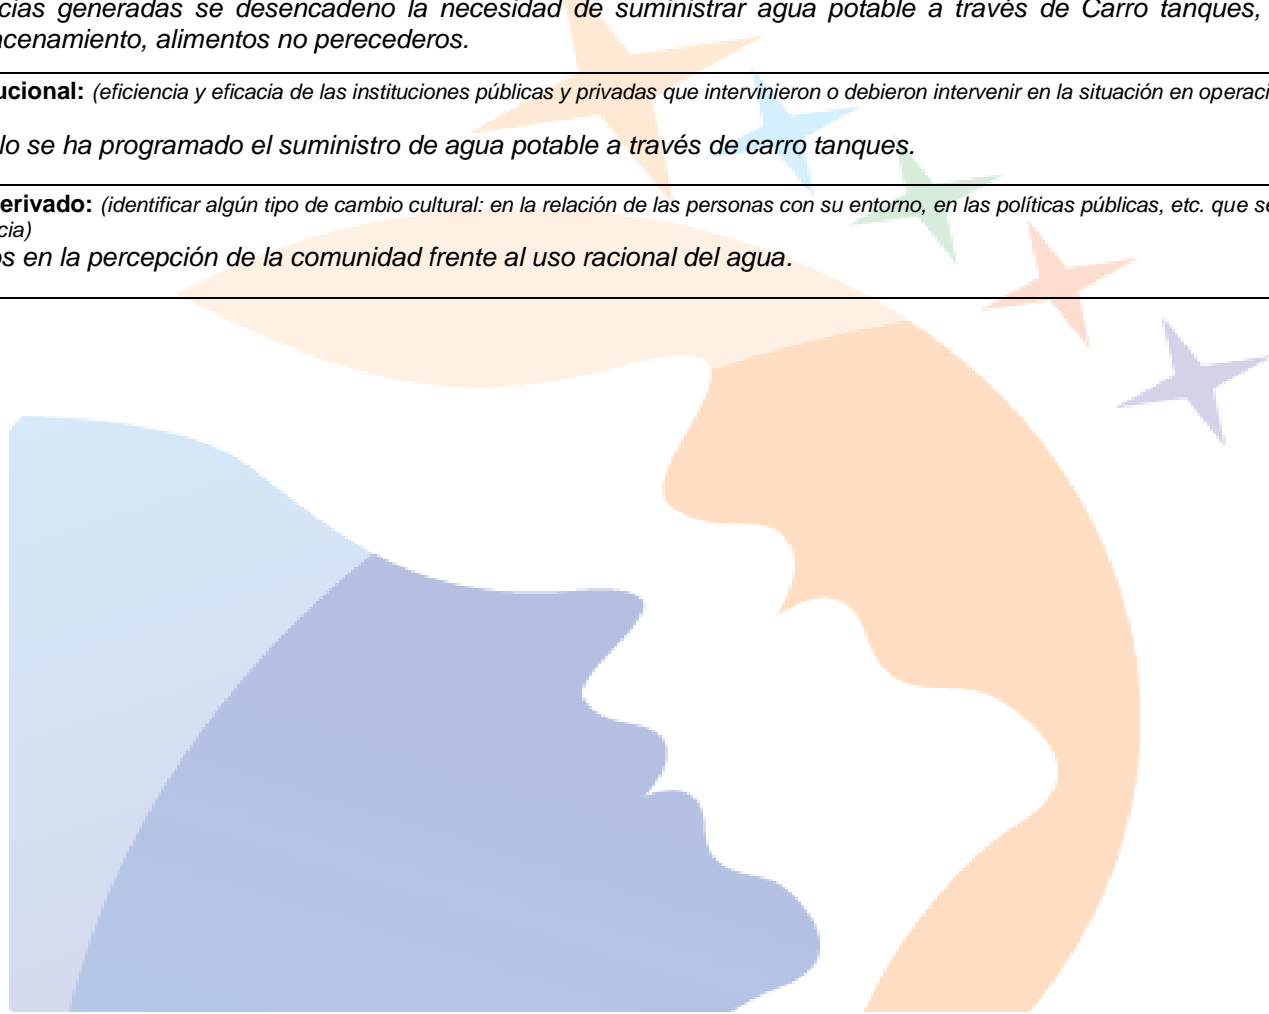 cias generadas se desencadeno la necesidad de suministrar agua potable a través de Carro tanques,
acenamiento, alimentos no perecederos.
ucional: (eficiencia y eficacia de las instituciones públicas y privadas que intervinieron o debieron intervenir en la situación en operaci
lo se ha programado el suministro de agua potable a través de carro tanques.
erivado: (identificar algún tipo de cambio cultural: en la relación de las personas con su entorno, en las políticas públicas, etc. que se
cia)
os en la percepción de la comunidad frente al uso racional del agua.